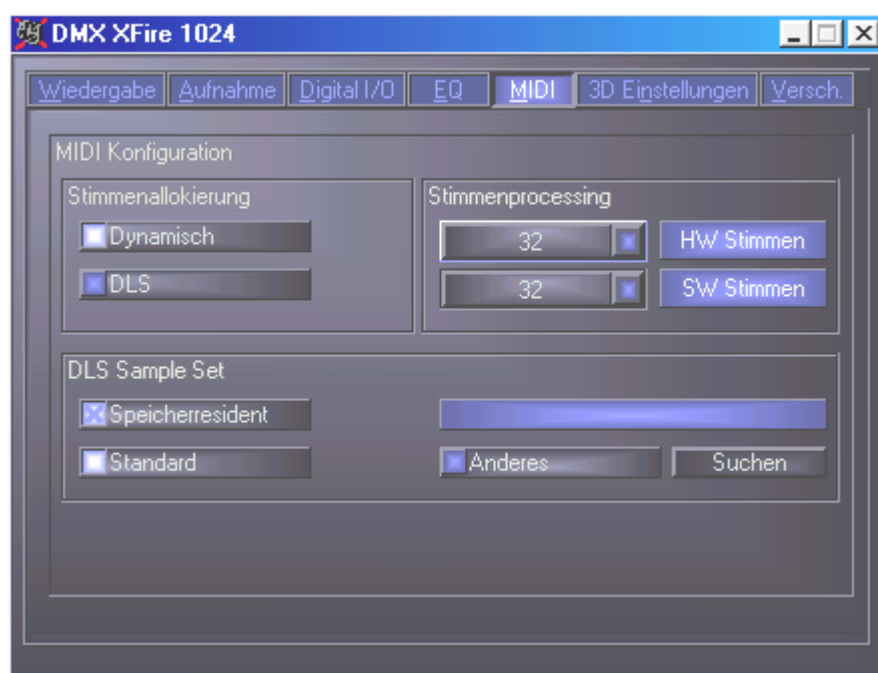 DMX XFire 1024
Wiedergabe Aufnahme Digital I/O EQ MIDI 3D Einstellungen Versch.
MIDI Konfiguration
Stimmenallokierung
Dynamisch
DLS
Stimmenprocessing
32 HW Stimmen
32 SW Stimmen
DLS Sample Set
Speicherresident
Standard
Anderes Suchen